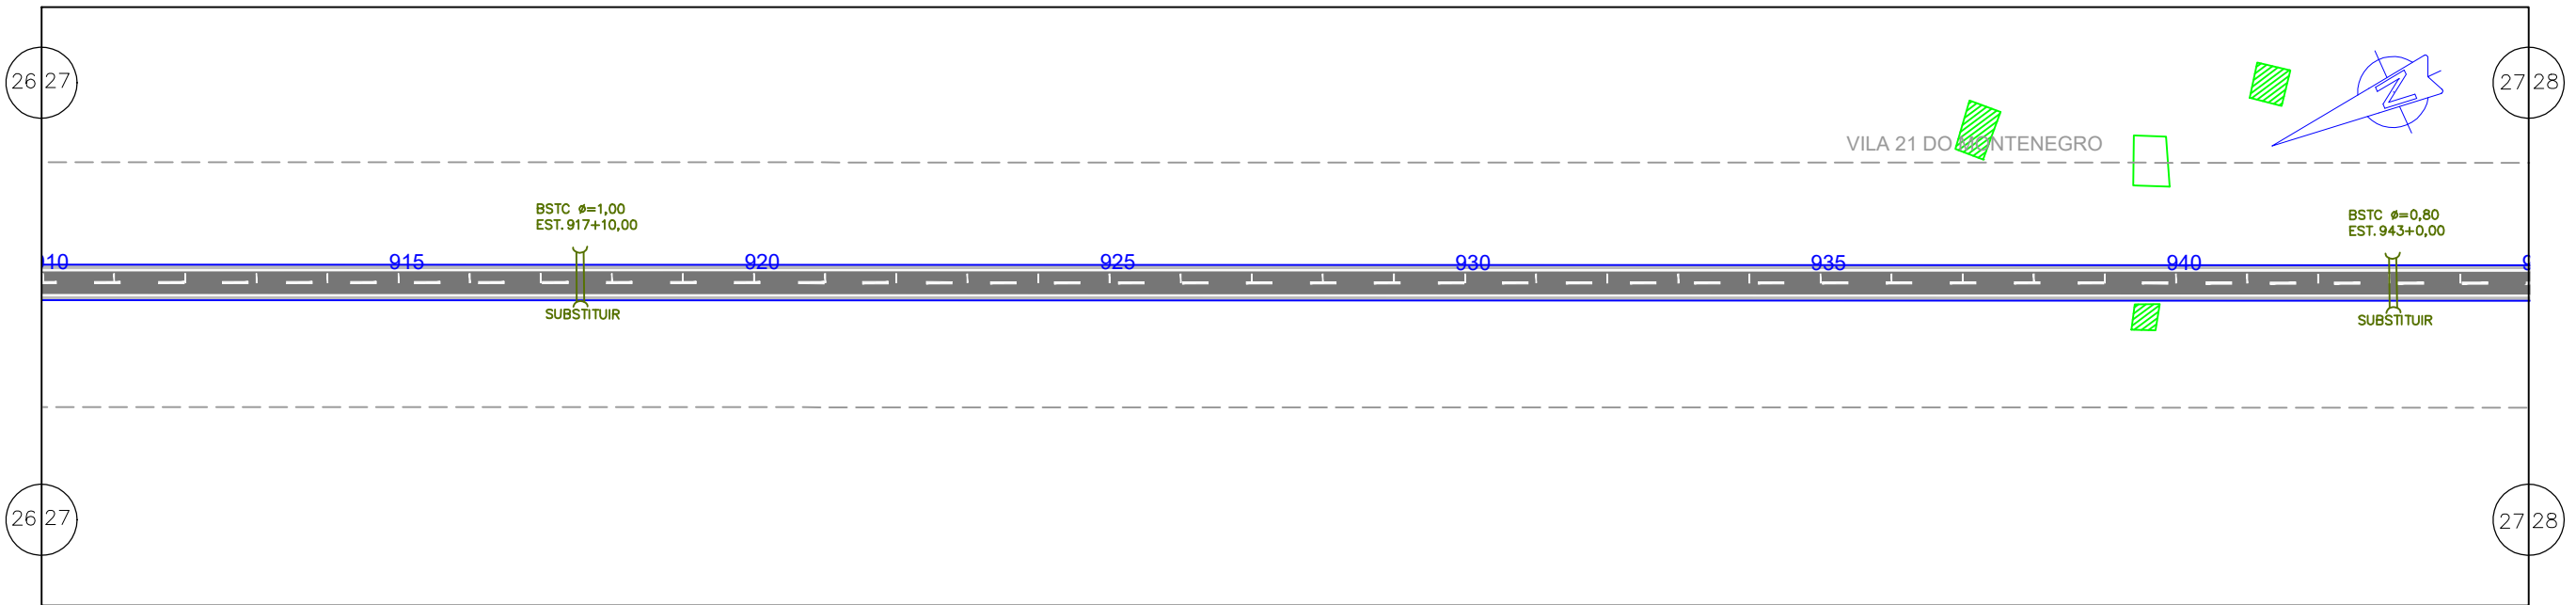 26 27
27 28
VILA 21 DO MONTENEGRO
BSTC ø=1,00
EST. 917+10,00
BSTC ø=0,80
EST. 943+0,00
915
920
925
930
935
940
SUBSTITUIR
SUBSTITUIR
26 27
27 28
N